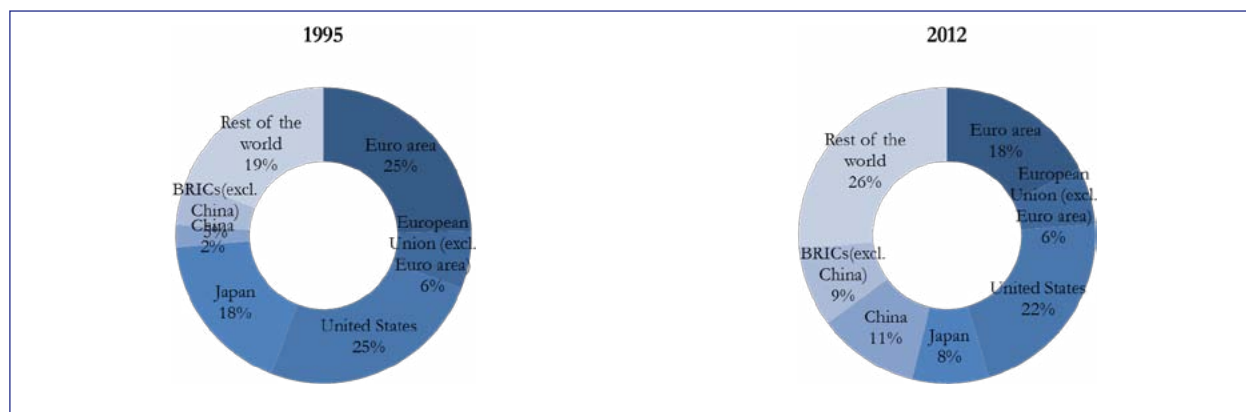 1995
Euro area
25%
European
Union (excl.
Euro area)
6%
United States
25%
Japan
18%
China
2%
BRICs(excl.
China)
5%
Rest of the
world
19%
2012
Euro area
18%
European
Union (excl.
Euro area)
6%
United States
22%
Japan
8%
China
11%
BRICs(excl.
China)
9%
Rest of the
world
26%